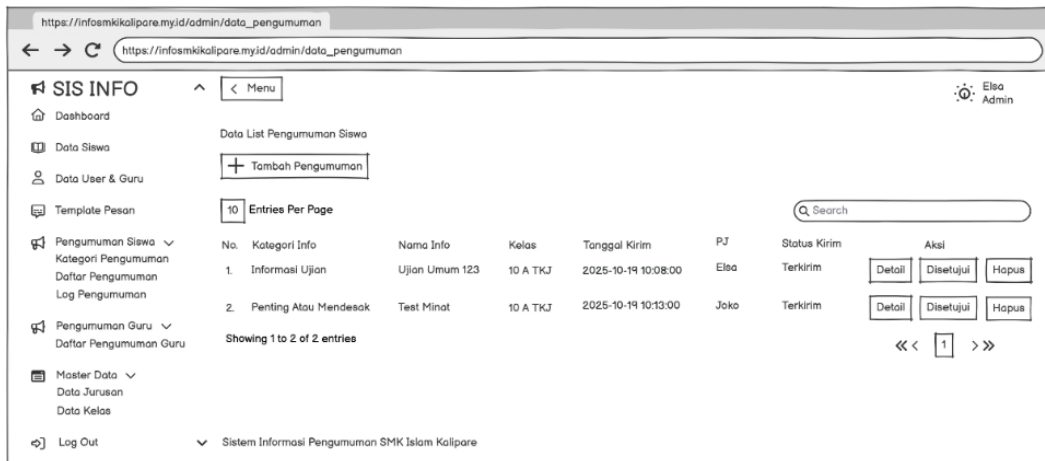 https://infosmkikalipare.my.id/admin/data_pengumuman
https://infosmkikalipare.my.id/admin/data_pengumuman
SIS INFO
Dashboard
Data Siswa
Data User & Guru
Template Pesan
Pengumuman Siswa
Kategori Pengumuman
Daftar Pengumuman
Log Pengumuman
Pengumuman Guru
Daftar Pengumuman Guru
Master Data
Data Jurusan
Data Kelas
Log Out
< Menu
Elsa
Admin
Data List Pengumuman Siswa
+ Tambah Pengumuman
10 Entries Per Page
Search
No. Kategori Info Nama Info Kelas Tanggal Kirim PJ Status Kirim Aksi
1. Informasi Ujian Ujian Umum 123 10 A TKJ 2025-10-19 10:08:00 Elsa Terkirim Detail Disetujui Hapus
2. Penting Atau Mendesak Test Minat 10 A TKJ 2025-10-19 10:13:00 Joko Terkirim Detail Disetujui Hapus
Showing 1 to 2 of 2 entries
« < 1 > »
Sistem Informasi Pengumuman SMK Islam Kalipare